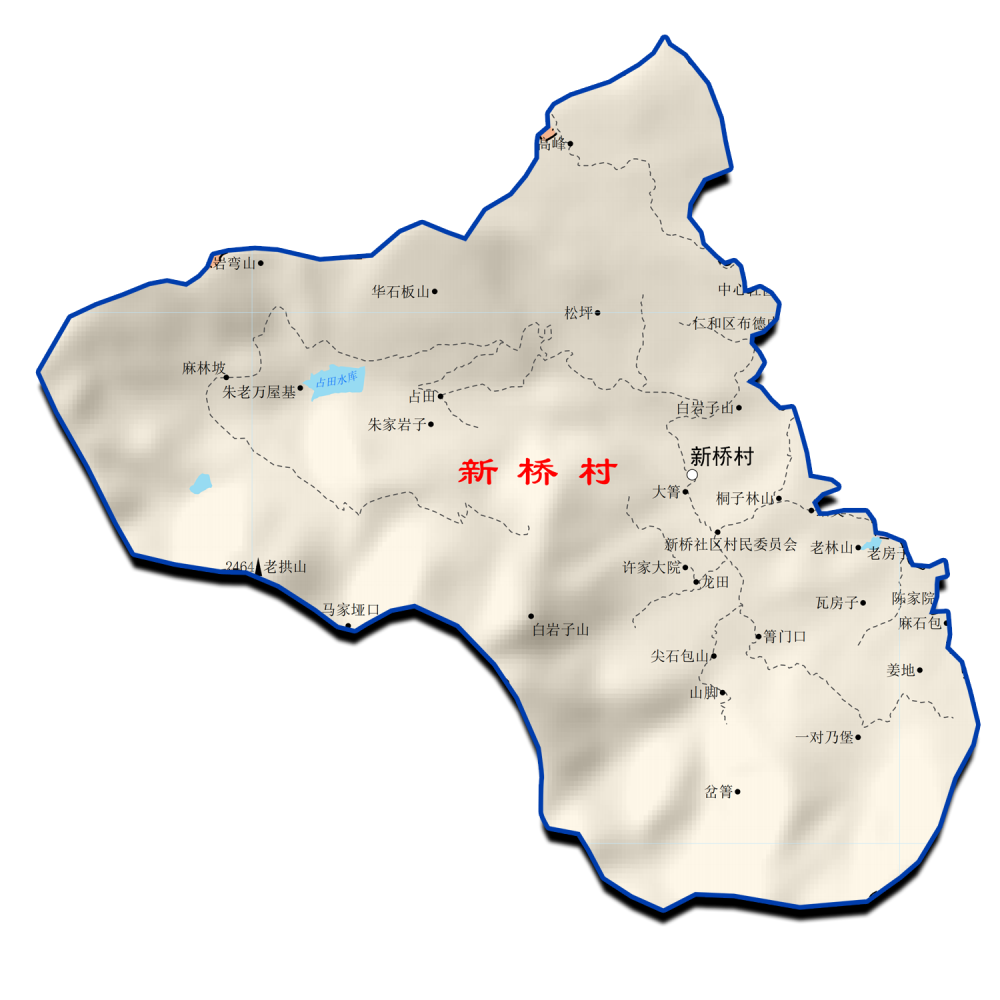 高峰
岩弯山
华石板山
中心社区
松坪
仁和区布德
麻林坡
占田水库
朱老万屋基
占田
白岩子山
朱家岩子
新桥村
新桥村
大箐
桐子林山
新桥社区村民委员会
老林山
老房子
2464
老拱山
许家大院
龙田
瓦房子
陈家院
马家垭口
麻石包
白岩子山
箐门口
尖石包山
姜地
山脚
一对乃堡
岔箐